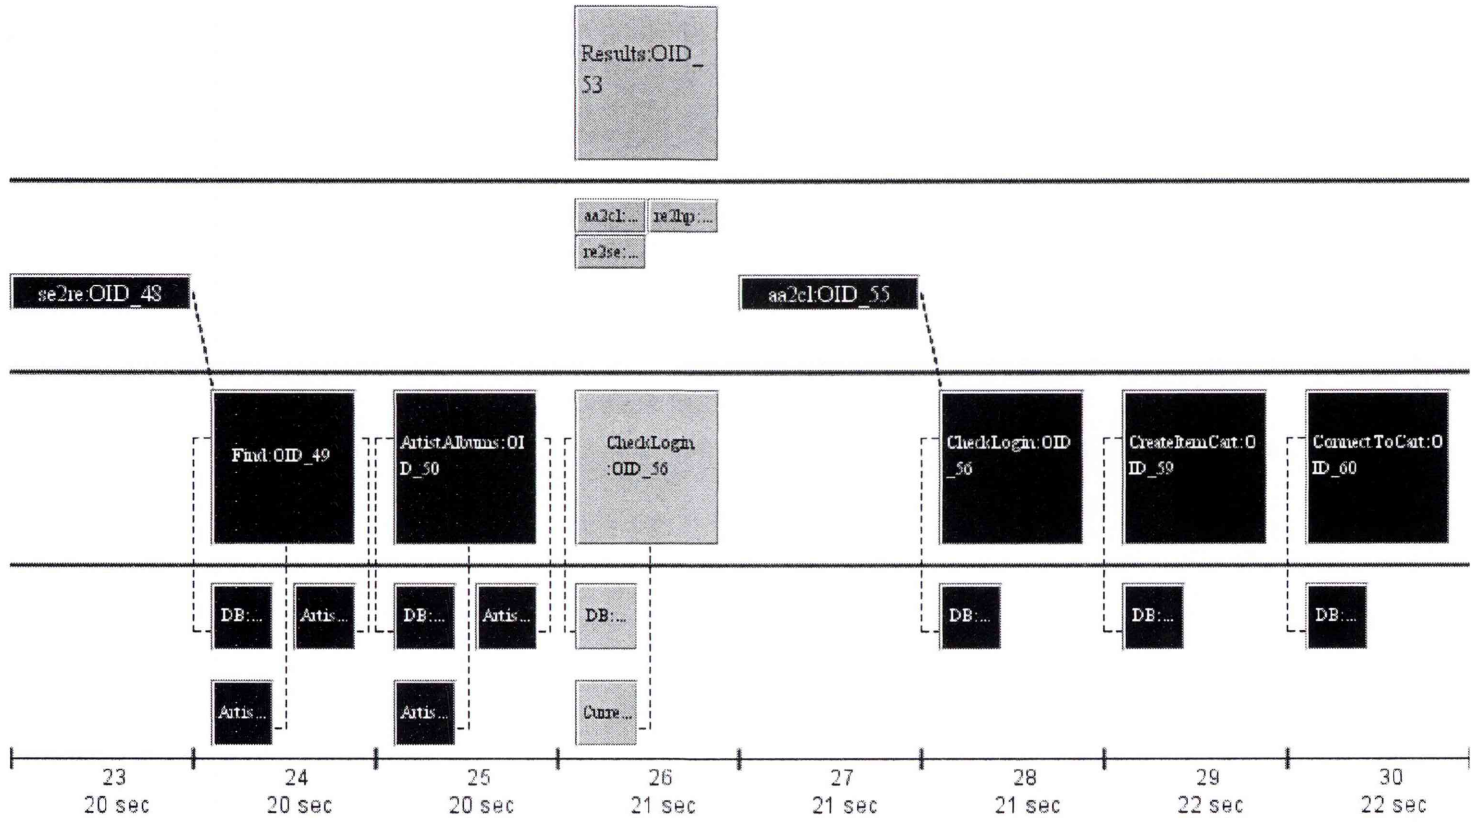 Results:OID_
53
aa2cl:... re2hp:...
re2se:...
se2re:OID_48
aa2cl:OID_55
Find:OID_49
ArtistAlbums:OI
D_50
CheckLogin
:OID_56
CheckLogin:OID
_56
CreateItemCart:O
ID_59
ConnectToCart:O
ID_60
DB:... Artis... DB:... Artis... DB:... DB:... DB:... DB:...
Artis... Artis... Curre...
23 24 25 26 27 28 29 30
20 sec 20 sec 20 sec 21 sec 21 sec 21 sec 22 sec 22 sec